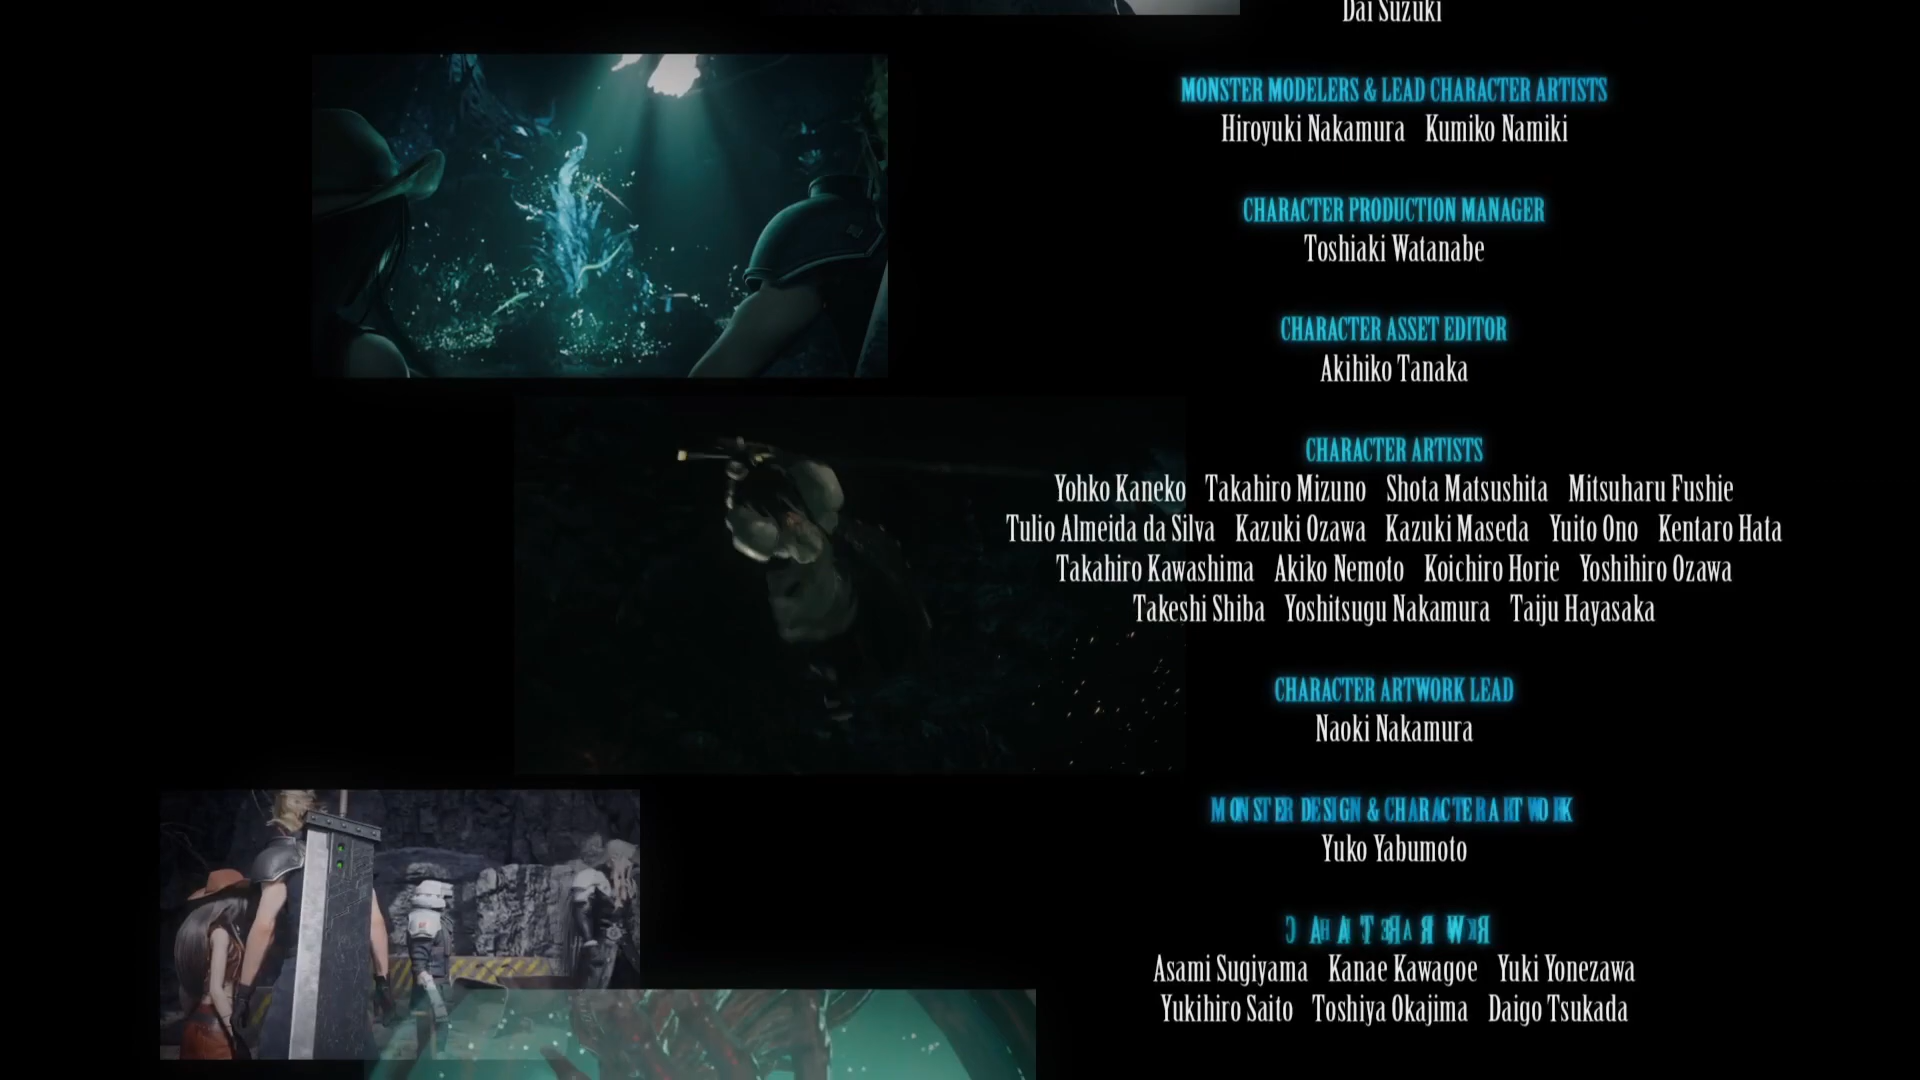 Dai Suzuki
MONSTER MODELERS & LEAD CHARACTER ARTISTS
Hiroyuki Nakamura Kumiko Namiki
CHARACTER PRODUCTION MANAGER
Toshiaki Watanabe
CHARACTER ASSET EDITOR
Akihiko Tanaka
CHARACTER ARTISTS
Yohko Kaneko Takahiro Mizuno Shota Matsushita Mitsuharu Fushie
Tulio Almeida da Silva Kazuki Ozawa Kazuki Maseda Yuito Ono Kentaro Hata
Takahiro Kawashima Akiko Nemoto Koichiro Horie Yoshihiro Ozawa
Takeshi Shiba Yoshitsugu Nakamura Taiju Hayasaka
CHARACTER ARTWORK LEAD
Naoki Nakamura
MONSTER DESIGN & CHARACTER ARTWORK
Yuko Yabumoto
Asami Sugiyama Kanae Kawagoe Yuki Yonezawa
Yukihiro Saito Toshiya Okajima Daigo Tsukada